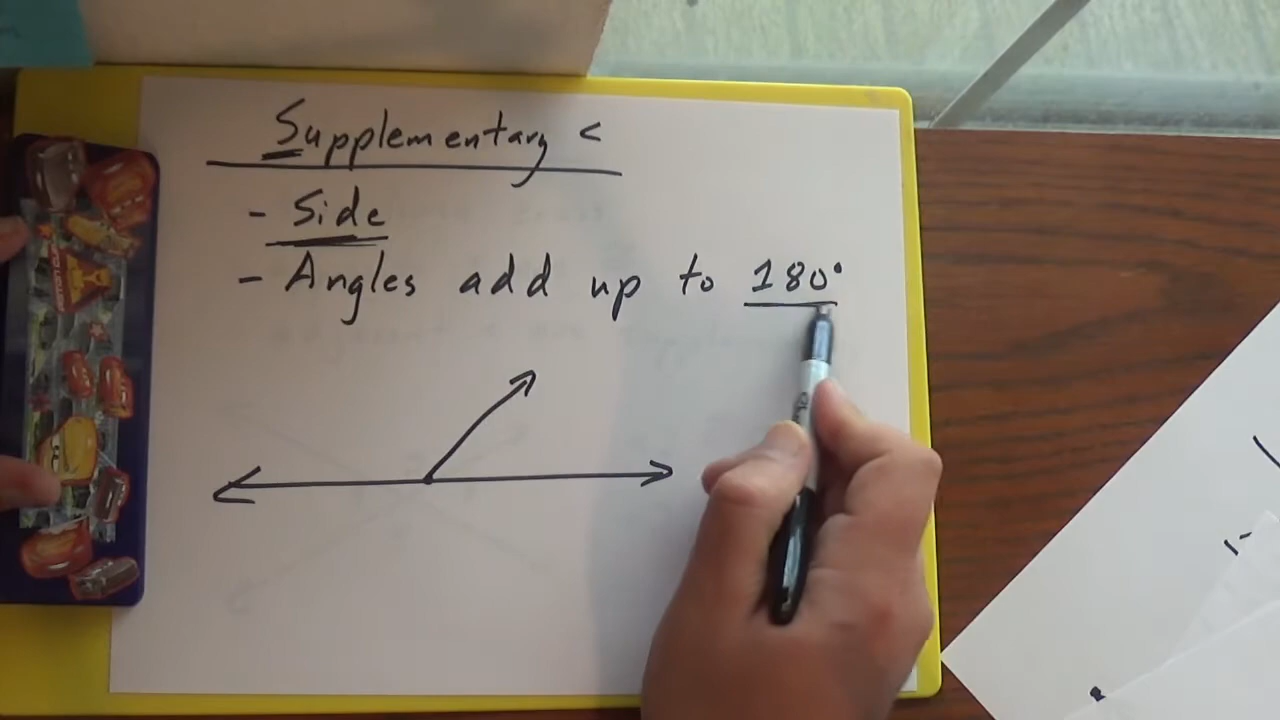 Supplementary <
- Side
- Angles add up to 180°